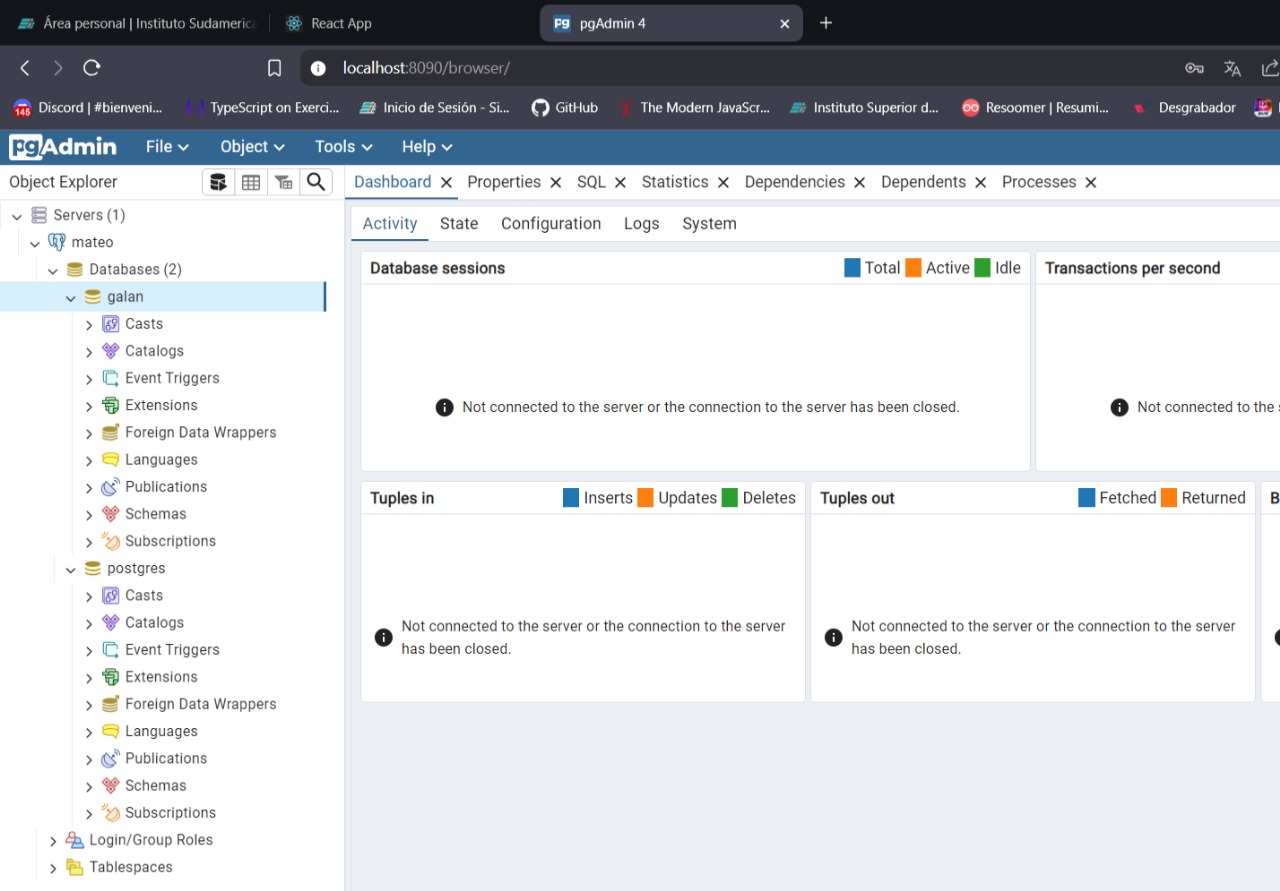 Área personal | Instituto Sudameric
React App
pgAdmin 4
localhost:8090/browser/
145
Discord | #bienveni...
TypeScript on Exerci...
Inicio de Sesión - Si...
GitHub
The Modern JavaScr...
Instituto Superior d...
Resoomer | Resumi...
Desgrabador
pgAdmin
File
Object
Tools
Help
Object Explorer
Dashboard
Properties
SQL
Statistics
Dependencies
Dependents
Processes
Servers (1)
mateo
Databases (2)
galan
Casts
Catalogs
Event Triggers
Extensions
Foreign Data Wrappers
Languages
Publications
Schemas
Subscriptions
postgres
Casts
Catalogs
Event Triggers
Extensions
Foreign Data Wrappers
Languages
Publications
Schemas
Subscriptions
Login/Group Roles
Tablespaces
Activity
State
Configuration
Logs
System
Database sessions
Total
Active
Idle
Not connected to the server or the connection to the server has been closed.
Transactions per second
Not connected to the s
Tuples in
Inserts
Updates
Deletes
Not connected to the server or the connection to the server
has been closed.
Tuples out
Fetched
Returned
Not connected to the server or the connection to the server
has been closed.
B